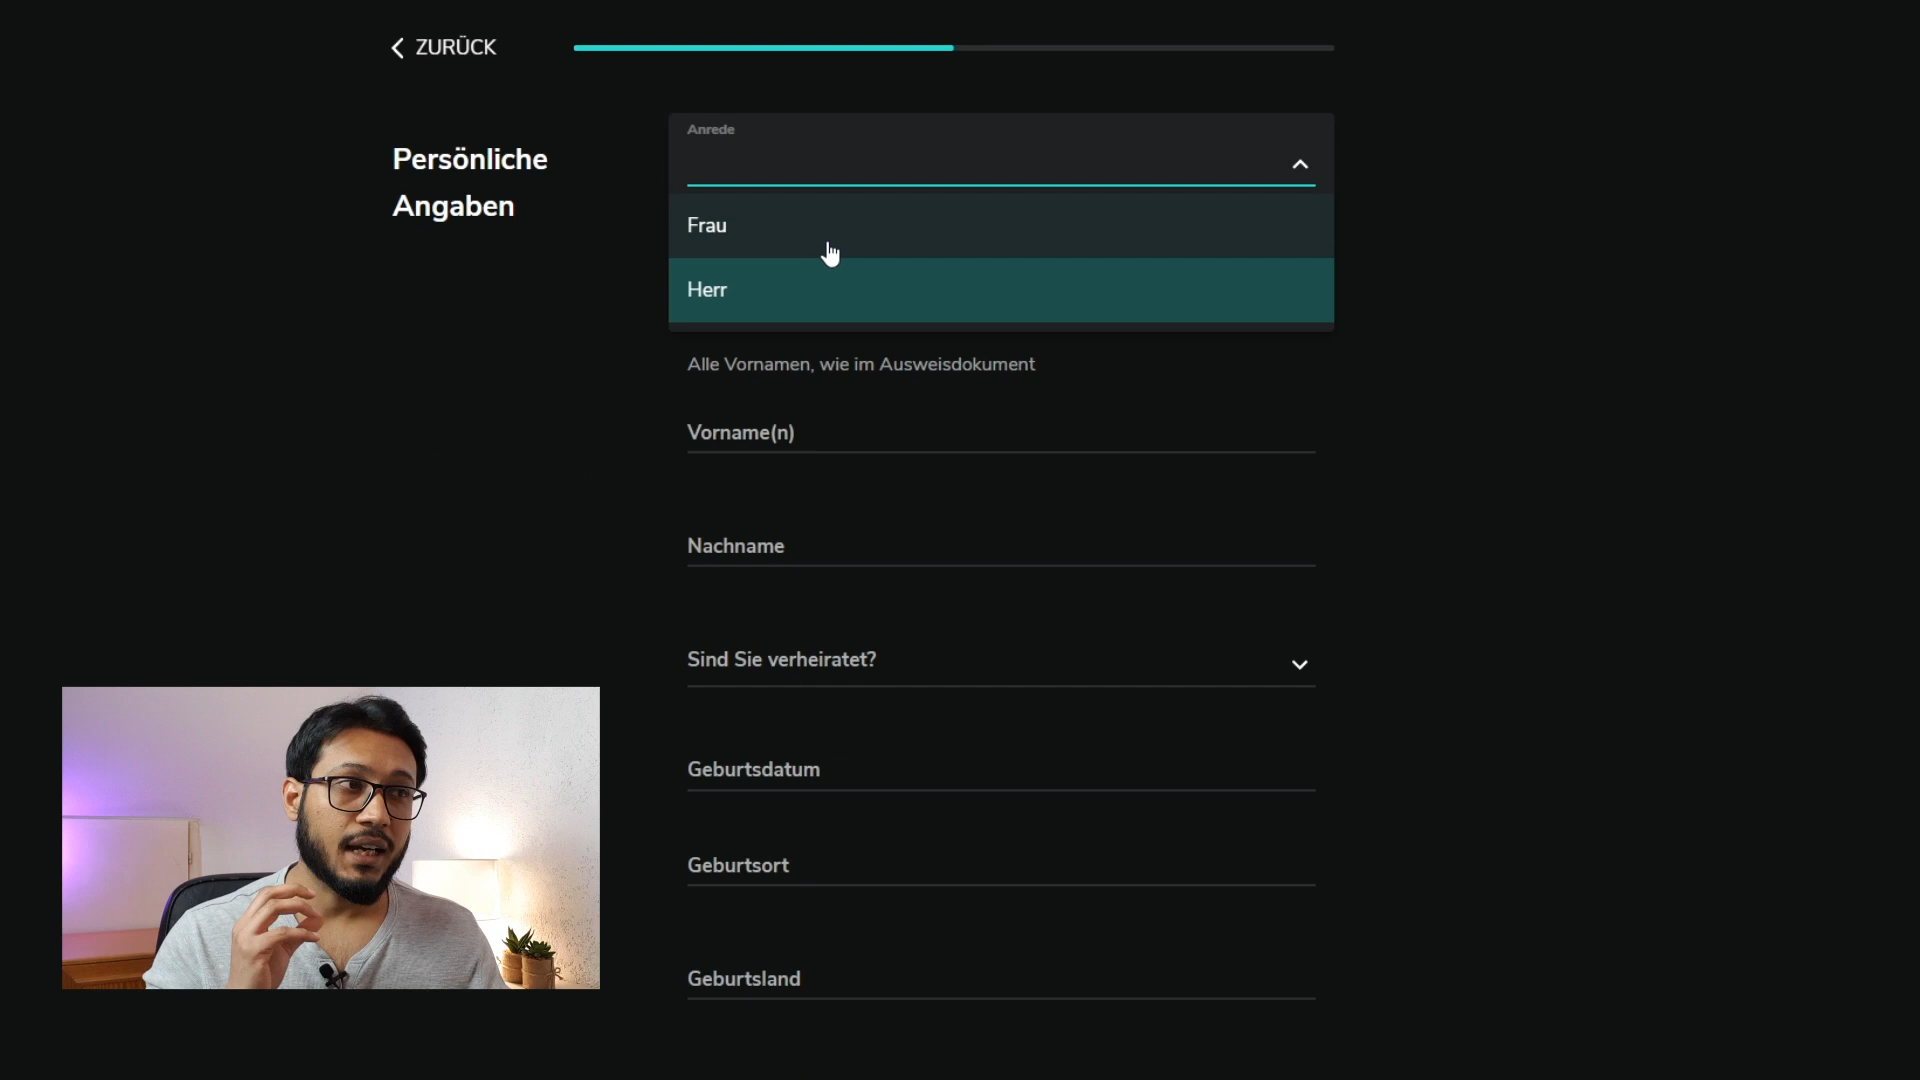 ZURÜCK
Persönliche
Angaben
Anrede
Frau
Herr
Alle Vornamen, wie im Ausweisdokument
Vorname(n)
Nachname
Sind Sie verheiratet?
Geburtsdatum
Geburtsort
Geburtsland